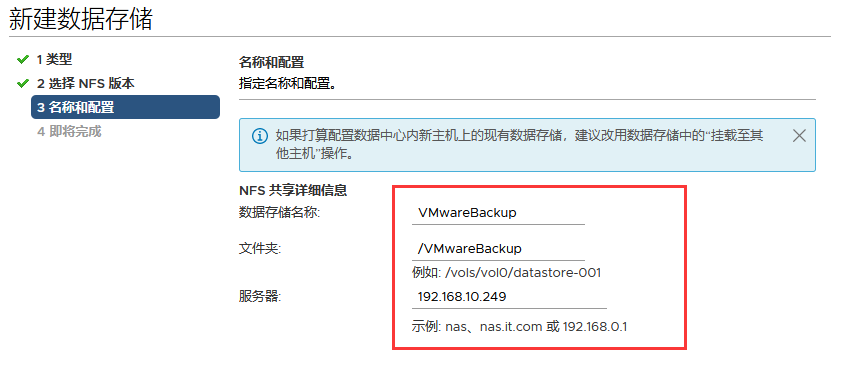 新建数据存储
1 类型
2 选择 NFS 版本
3 名称和配置
4 即将完成
名称和配置
指定名称和配置。
如果打算配置数据中心内新主机上的现有数据存储，建议改用数据存储中的“挂载至其
他主机”操作。
NFS 共享详细信息
数据存储名称: VMwareBackup
文件夹: /VMwareBackup
例如: /vols/vol0/datastore-001
服务器: 192.168.10.249
示例: nas、nas.it.com 或 192.168.0.1